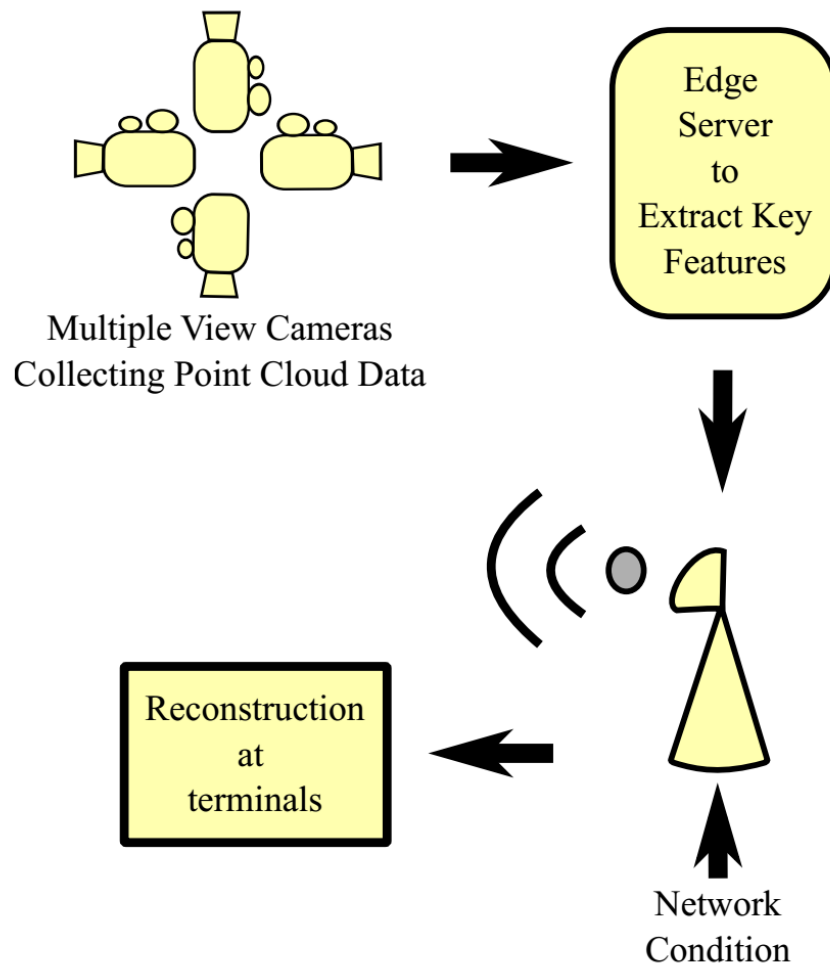 Multiple View Cameras
Collecting Point Cloud Data
Edge
Server
to
Extract Key
Features
Reconstruction
at
terminals
Network
Condition